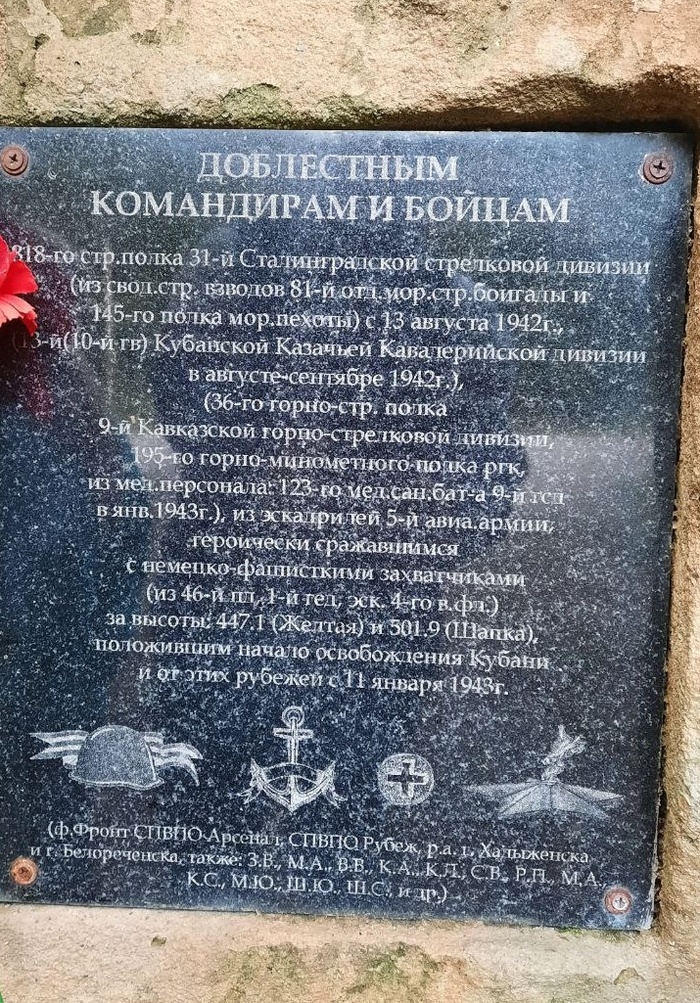 ДОБЛЕСТНЫМ
КОМАНДИРАМ И БОЙЦАМ
818-го стр.полка 31-й Сталинградской стрелковой дивизии
(из свод.стр. взводов 81-й отд.мор.стр.бригады и
145-го полка мор.пехоты) с 13 августа 1942г.,
(13-й(10-й гв) Кубанской Казачьей Кавалерийской дивизии
в августе-сентябре 1942г.),
(36-го горно-стр. полка
9-й Кавказской горно-стрелковой дивизии,
195-го горно-минометного полка ргк,
из мед.персонала: 123-го мед.сан.бат-а 9-й гсд
в янв.1943г.), из эскадрилей 5-й авиа.армии,
героически сражавшимся
с немецко-фашисткими захватчиками
(из 46-й пд, 1-й гед, эск. 4-го в.фл.)
за высоты: 447.1 (Желтая) и 501.9 (Шапка),
положившим начало освобождения Кубани
и от этих рубежей с 11 января 1943г.
(ф.Фронт СПВПО Арсенал, СПВПО Рубеж, р.а. г. Хадыженска
и г. Белореченска, также: З.В., М.А., В.В., К.А., К.Л., С.В., Р.П., М.А.,
К.С., М.Ю., Ш.Ю., Ш.С., и др.)